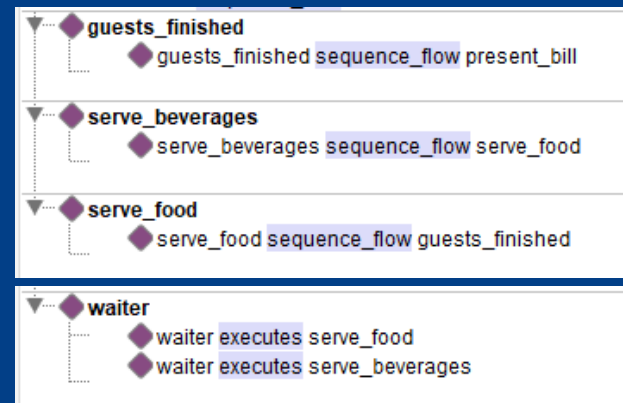 guests_finished
guests_finished sequence_flow present_bill
serve_beverages
serve_beverages sequence_flow serve_food
serve_food
serve_food sequence_flow guests_finished
waiter
waiter executes serve_food
waiter executes serve_beverages